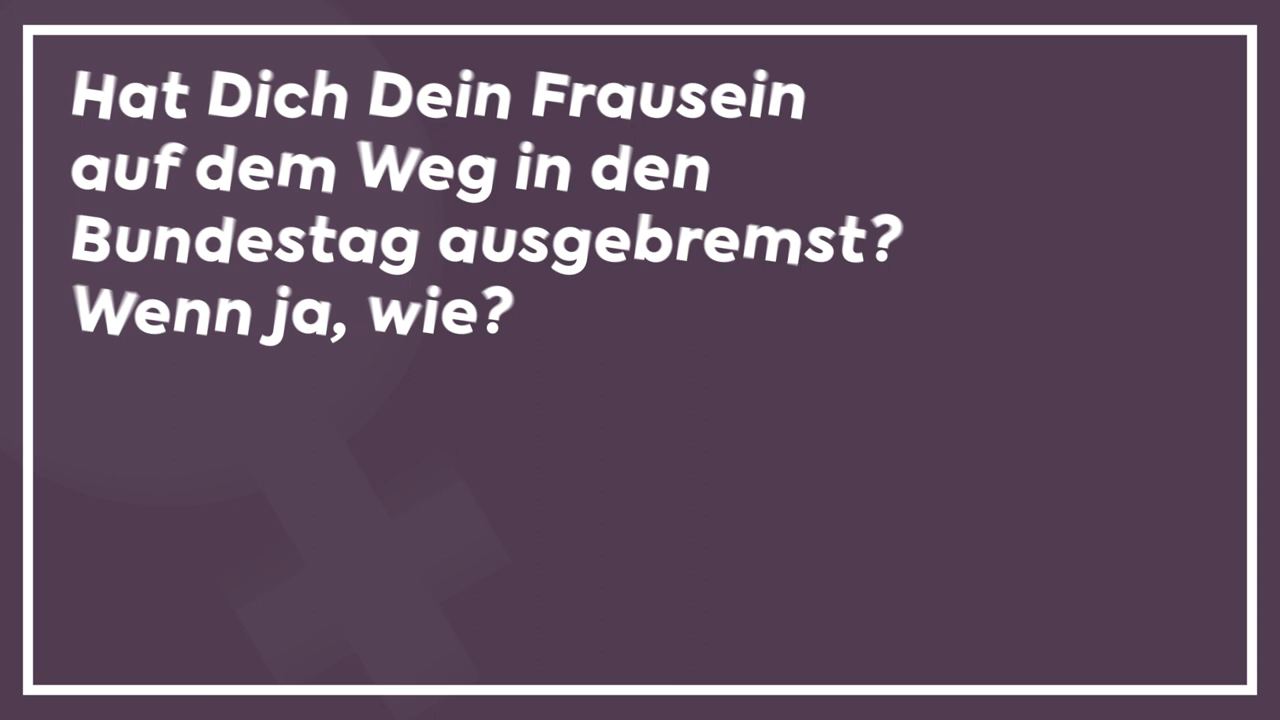 Hat Dich Dein Frausein
auf dem Weg in den
Bundestag ausgebremst?
Wenn ja, wie?